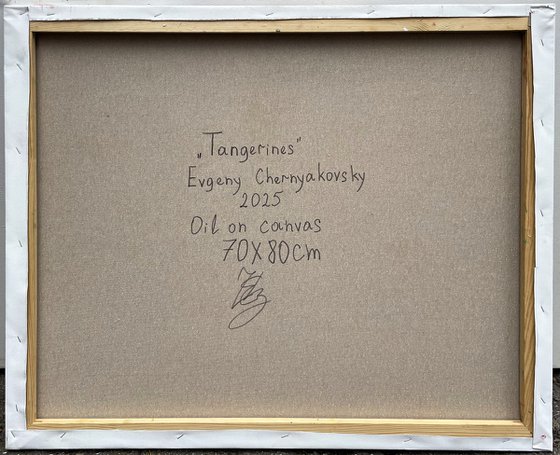 „Tangerines"
Evgeny Chernyakovsky
2025
Oil on canvas
70X80cm